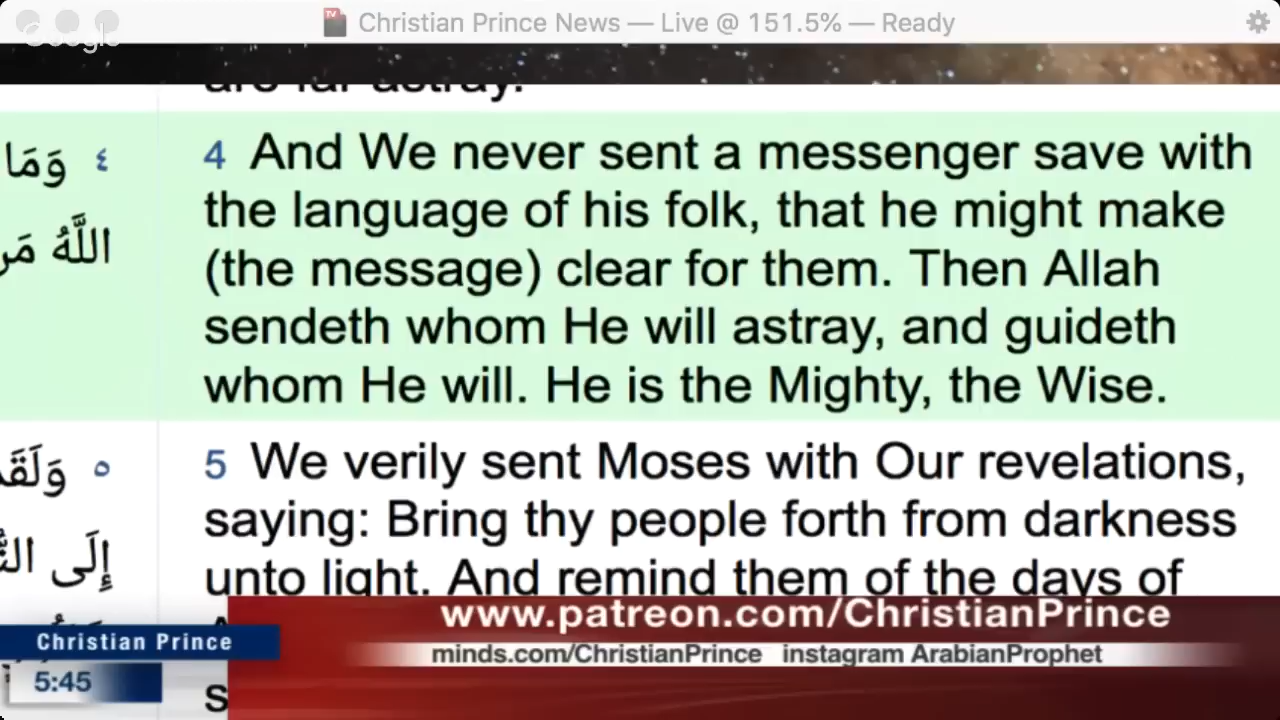 Christian Prince News — Live @ 151.5% — Ready
Google
are far astray.
٤ وَمَا
4 And We never sent a messenger save with
the language of his folk, that he might make
اللَّهُ
(the message) clear for them. Then Allah
sendeth whom He will astray, and guideth
whom He will. He is the Mighty, the Wise.
٥
5 We verily sent Moses with Our revelations,
saying: Bring thy people forth from darkness
إِلَى
unto light. And remind them of the days of
www.patreon.com/ChristianPrince
Christian Prince
minds.com/ChristianPrince instagram ArabianProphet
5:45